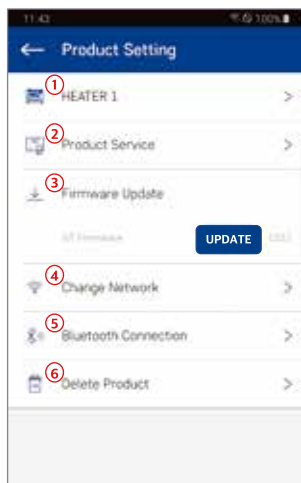 11:43 100%
← Product Setting
① HEATER 1 >
② Product Service >
③ Firmware Update
UPDATE
④ Change Network >
⑤ Bluetooth Connection >
⑥ Delete Product >